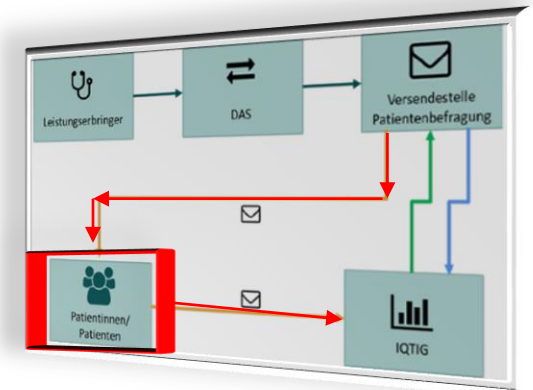 Leistungserbringer
DAS
Versendestelle
Patientenbefragung
Patientinnen/
Patienten
IQTIG